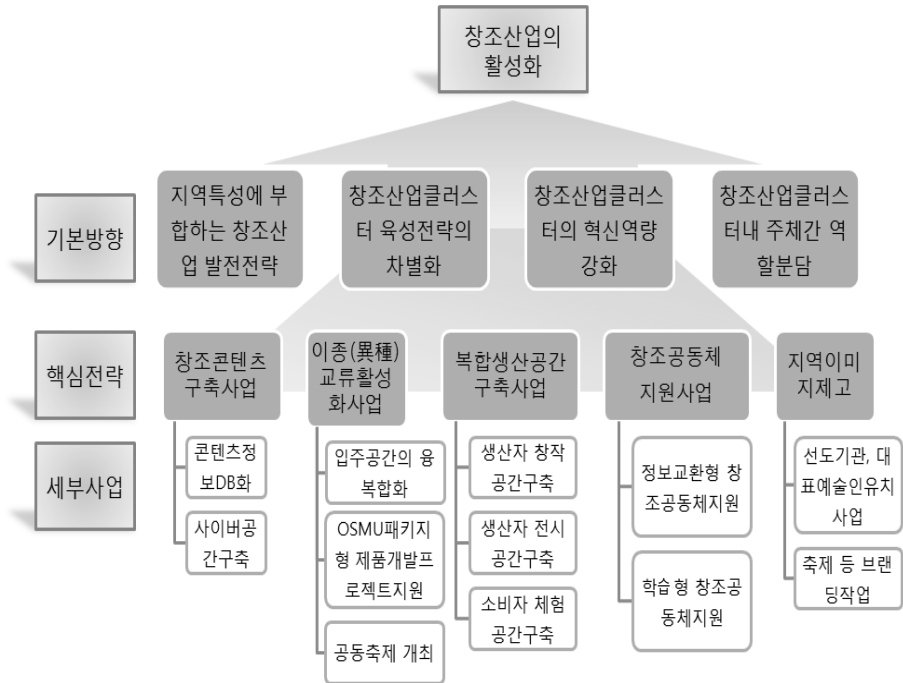 창조산업의
활성화
기본방향
지역특성에 부
합하는 창조산
업 발전전략
창조산업클러스
터 육성전략의
차별화
창조산업클러스
터의 혁신역량
강화
창조산업클러스
터내 주체간 역
할분담
핵심전략
창조콘텐츠
구축사업
이종(異種)
교류활성
화사업
복합생산공간
구축사업
창조공동체
지원사업
지역이미
지제고
세부사업
콘텐츠정
보DB화
사이버공
간구축
입주공간의 융
복합화
OSMU패키지
형 제품개발프
로젝트지원
공동축제 개최
생산자 창작
공간구축
생산자 전시
공간구축
소비자 체험
공간구축
정보교환형 창
조공동체지원
학습형 창조공
동체지원
선도기관, 대
표예술인유치
사업
축제 등 브랜
딩작업